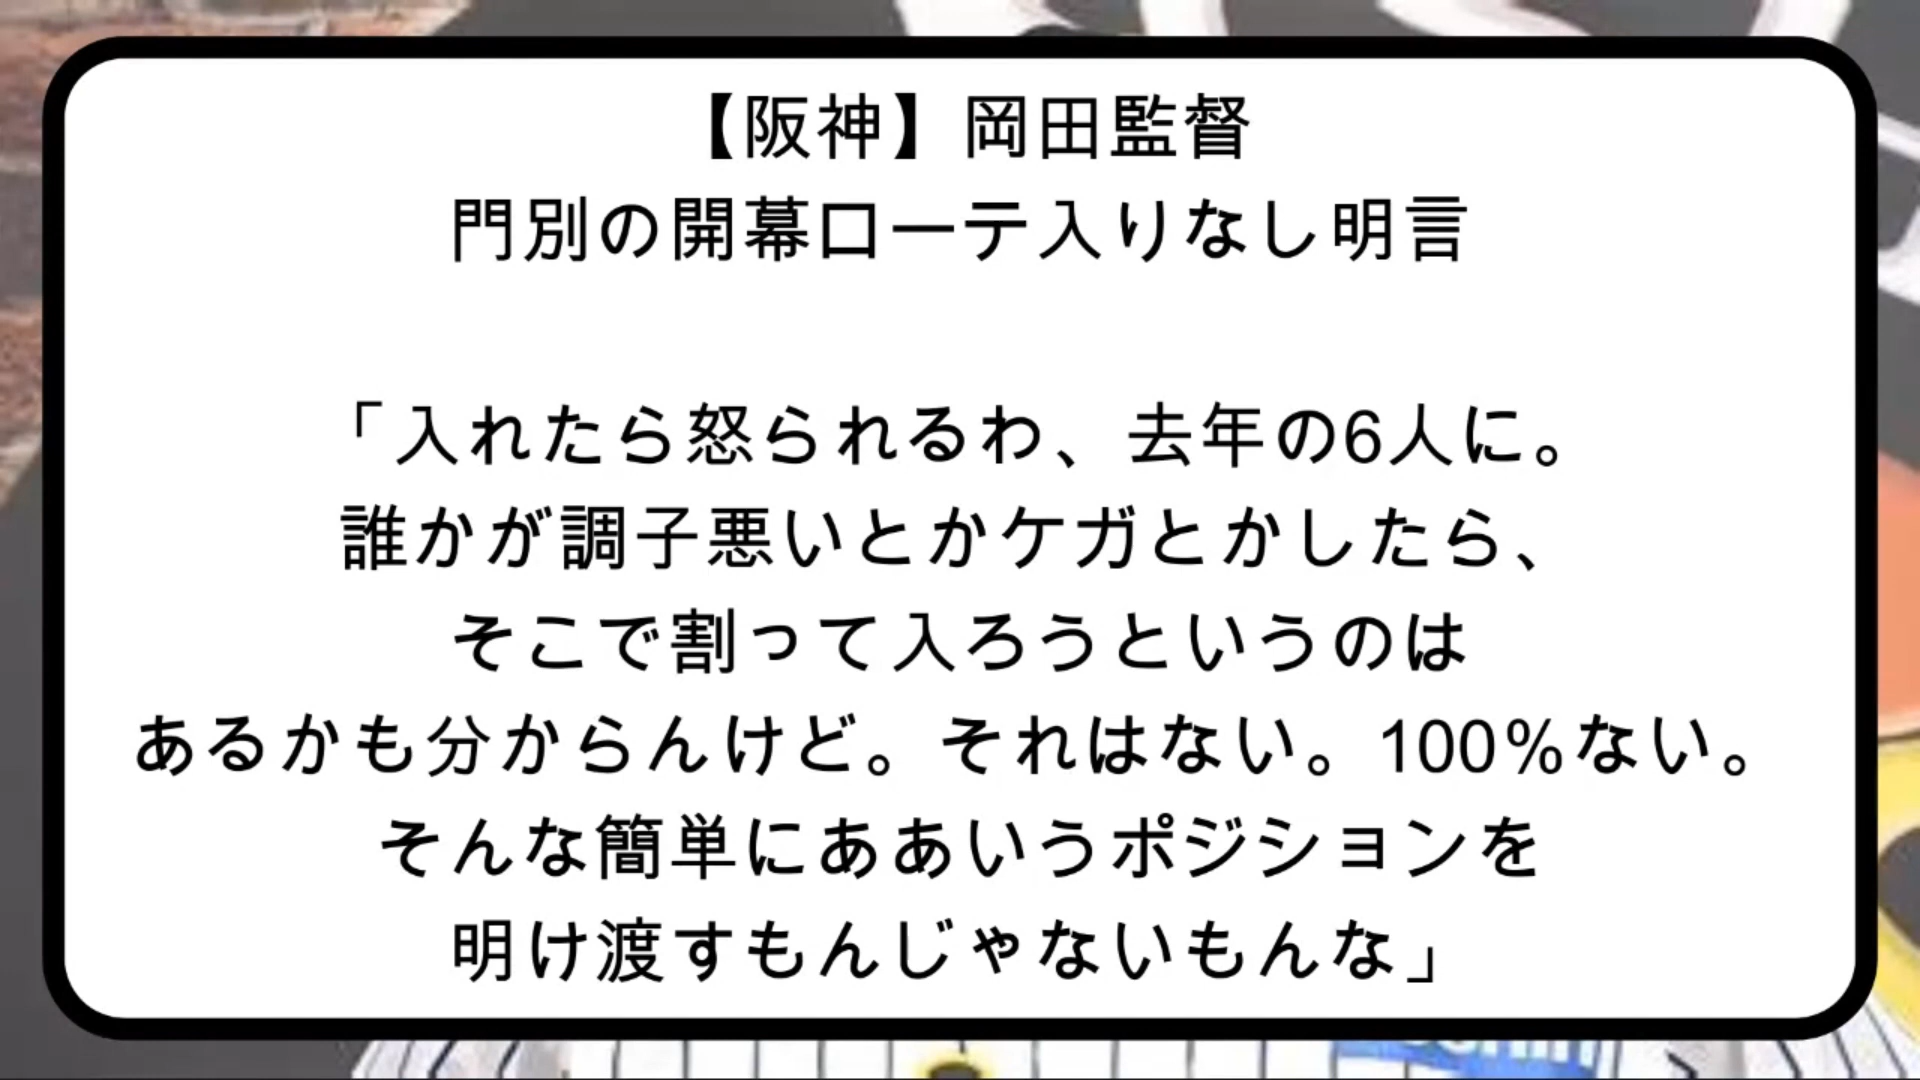 【阪神】岡田監督
門別の開幕ローテ入りなし明言
「入れたら怒られるわ、去年の6人に。
誰かが調子悪いとかケガとかしたら、
そこで割って入ろうというのは
あるかも分からんけど。それはない。100%ない。
そんな簡単にああいうポジションを
明け渡すもんじゃないもんな」